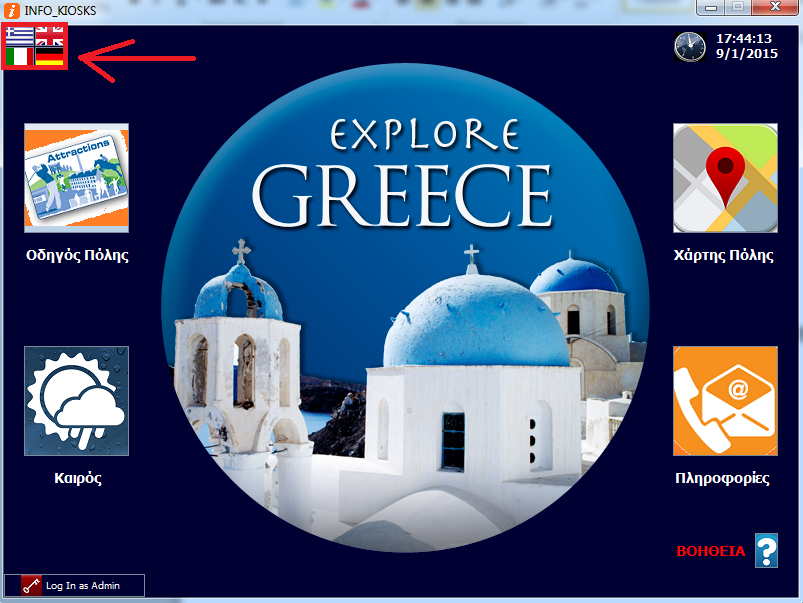 INFO_KIOSKS
17:44:13
9/1/2015
EXPLORE
GREECE
Attractions
Οδηγός Πόλης
Χάρτης Πόλης
@
Καιρός
Πληροφορίες
ΒΟΗΘΕΙΑ ?
Log In as Admin